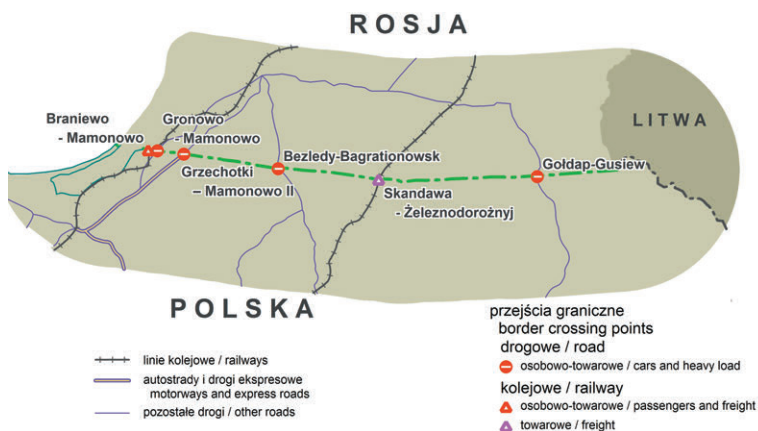 ROSJA
Braniewo
- Mamonowo
Gronowo
- Mamonowo
LITWA
Bezledy-Bagrationowsk
Gołdap-Gusiew
Grzechotki
– Mamonowo II
Skandawa
- Żeleznodorożnyj
POLSKA
przejścia graniczne
border crossing points
drogowe / road
osobowo-towarowe / cars and heavy load
kolejowe / railway
osobowo-towarowe / passengers and freight
towarowe / freight
linie kolejowe / railways
autostrady i drogi ekspresowe
motorways and express roads
pozostałe drogi / other roads